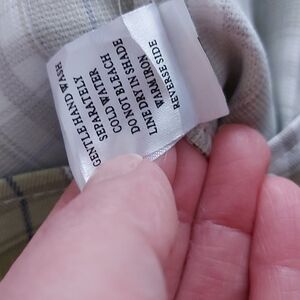 GENTLE HAND WASH
SEPARATELY
COLD WATER
DO NOT BLEACH
LINE DRY IN SHADE
WARM IRON
REVERSE SIDE